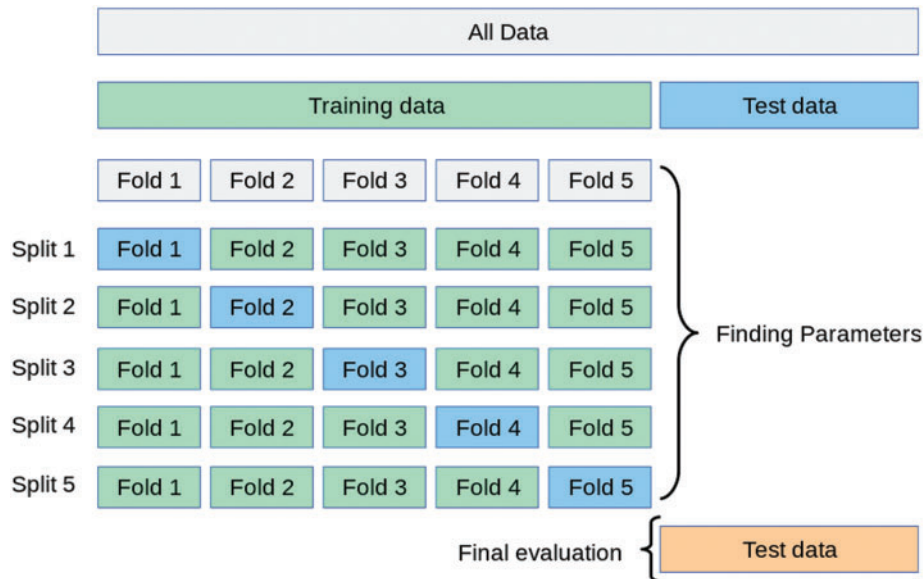 All Data
Training data Test data
Fold 1 Fold 2 Fold 3 Fold 4 Fold 5
Split 1 Fold 1 Fold 2 Fold 3 Fold 4 Fold 5
Split 2 Fold 1 Fold 2 Fold 3 Fold 4 Fold 5
Finding Parameters
Split 3 Fold 1 Fold 2 Fold 3 Fold 4 Fold 5
Split 4 Fold 1 Fold 2 Fold 3 Fold 4 Fold 5
Split 5 Fold 1 Fold 2 Fold 3 Fold 4 Fold 5
Final evaluation Test data